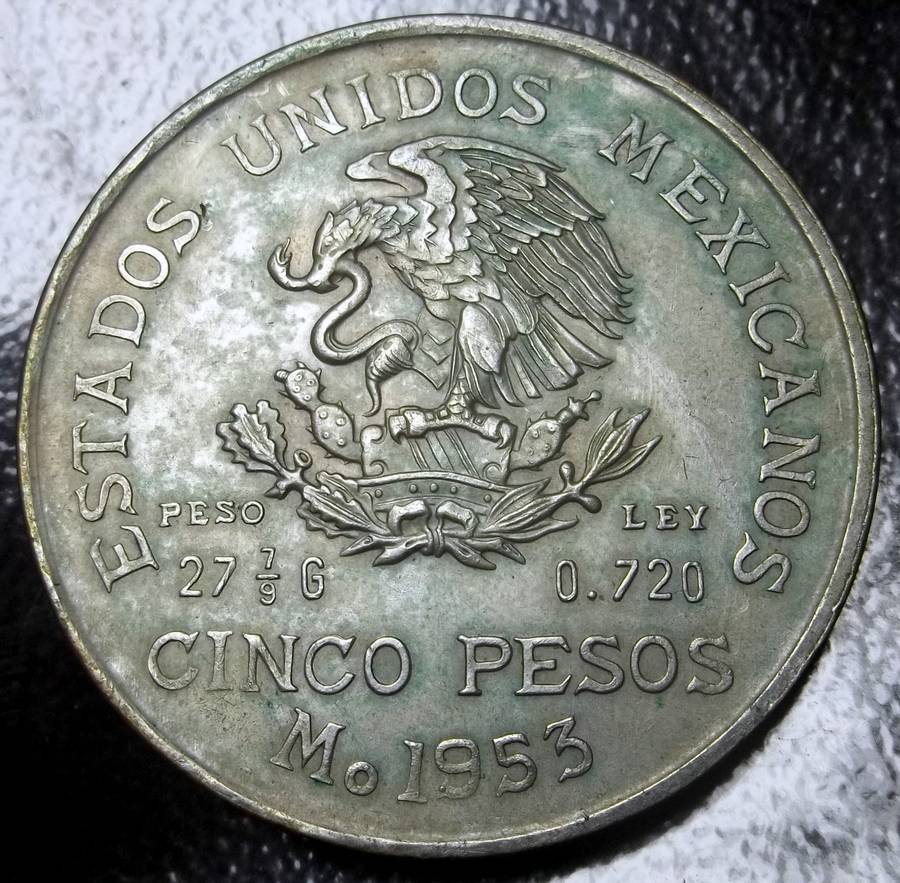 ESTADOS UNIDOS MEXICANOS
PESO
27 7/9 G
LEY
0.720
CINCO PESOS
Mo 1953